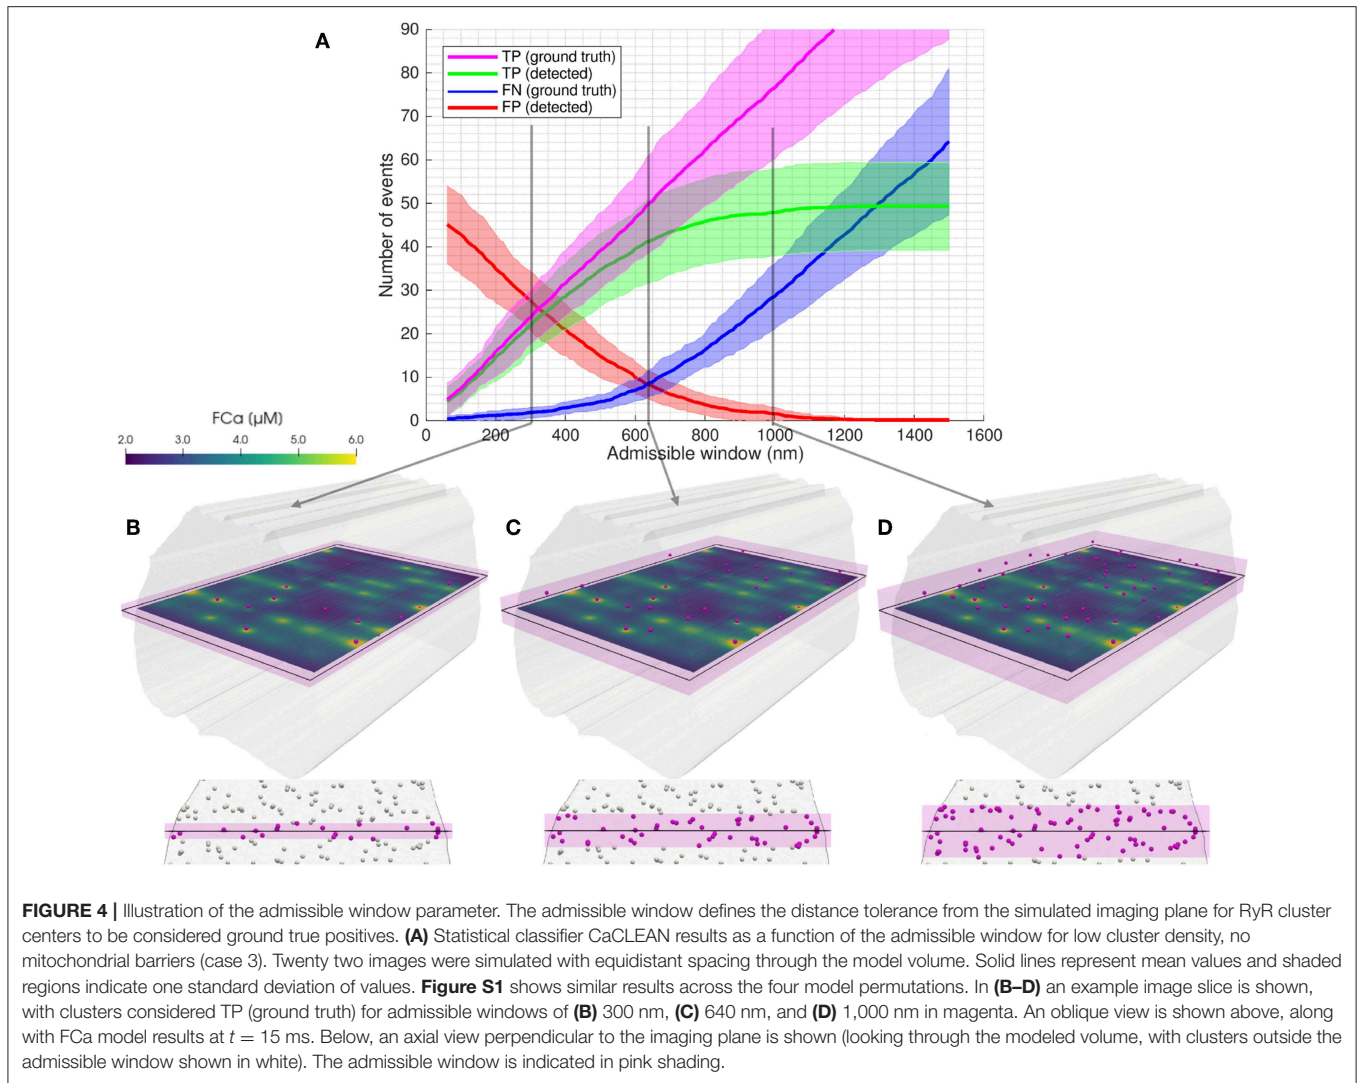 A
90
80
70
60
50
40
30
20
10
0
Number of events
TP (ground truth)
TP (detected)
FN (ground truth)
FP (detected)
0 200 400 600 800 1000 1200 1400 1600
Admissible window (nm)
FCa (μM)
2.0 3.0 4.0 5.0 6.0
B C D
FIGURE 4 | Illustration of the admissible window parameter. The admissible window defines the distance tolerance from the simulated imaging plane for RyR cluster
centers to be considered ground true positives. (A) Statistical classifier CaCLEAN results as a function of the admissible window for low cluster density, no
mitochondrial barriers (case 3). Twenty two images were simulated with equidistant spacing through the model volume. Solid lines represent mean values and shaded
regions indicate one standard deviation of values. Figure S1 shows similar results across the four model permutations. In (B–D) an example image slice is shown,
with clusters considered TP (ground truth) for admissible windows of (B) 300 nm, (C) 640 nm, and (D) 1,000 nm in magenta. An oblique view is shown above, along
with FCa model results at t = 15 ms. Below, an axial view perpendicular to the imaging plane is shown (looking through the modeled volume, with clusters outside the
admissible window shown in white). The admissible window is indicated in pink shading.